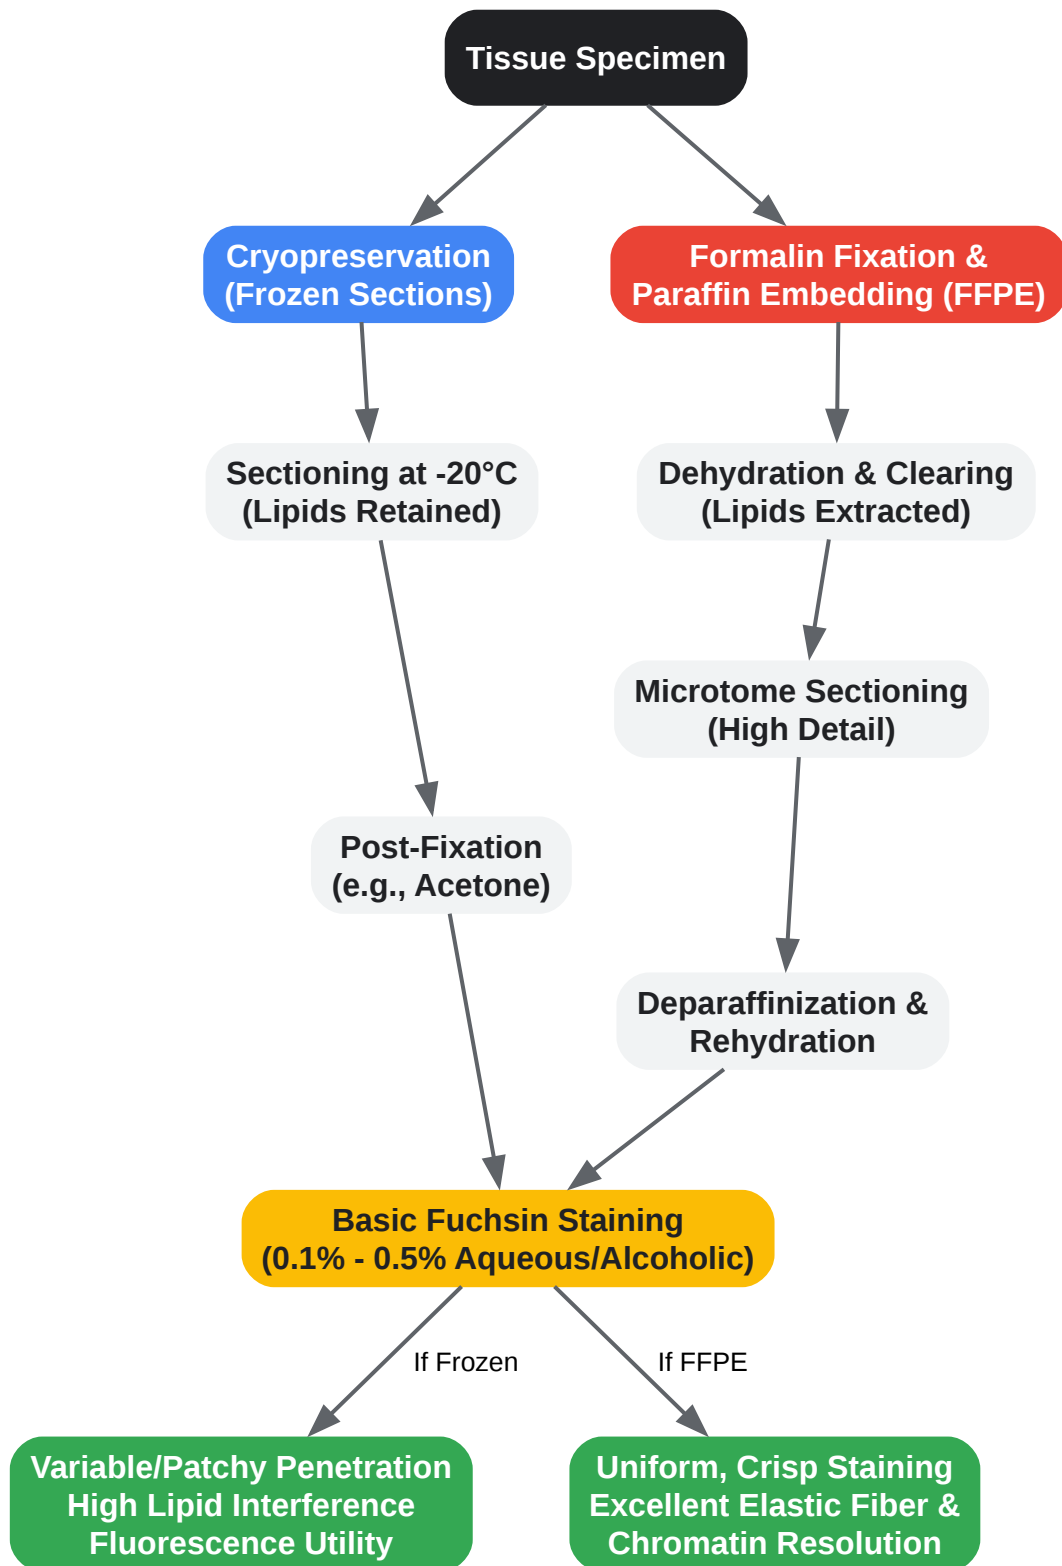 Tissue Specimen
Cryopreservation
(Frozen Sections)
Formalin Fixation &
Paraffin Embedding (FFPE)
Sectioning at -20°C
(Lipids Retained)
Dehydration & Clearing
(Lipids Extracted)
Microtome Sectioning
(High Detail)
Post-Fixation
(e.g., Acetone)
Deparaffinization &
Rehydration
Basic Fuchsin Staining
(0.1% - 0.5% Aqueous/Alcoholic)
If Frozen
If FFPE
Variable/Patchy Penetration
High Lipid Interference
Fluorescence Utility
Uniform, Crisp Staining
Excellent Elastic Fiber &
Chromatin Resolution